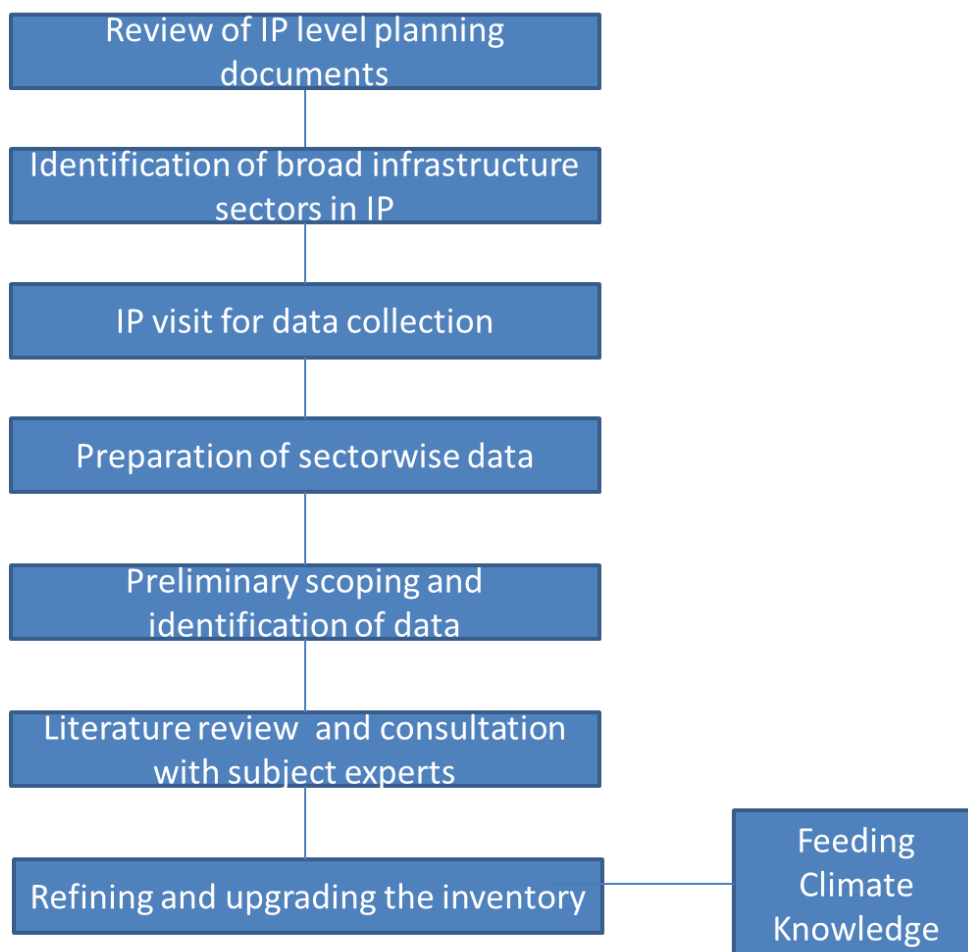 Review of IP level planning
documents
Identification of broad infrastructure
sectors in IP
IP visit for data collection
Preparation of sectorwise data
Preliminary scoping and
identification of data
Literature review and consultation
with subject experts
Refining and upgrading the inventory
Feeding
Climate
Knowledge